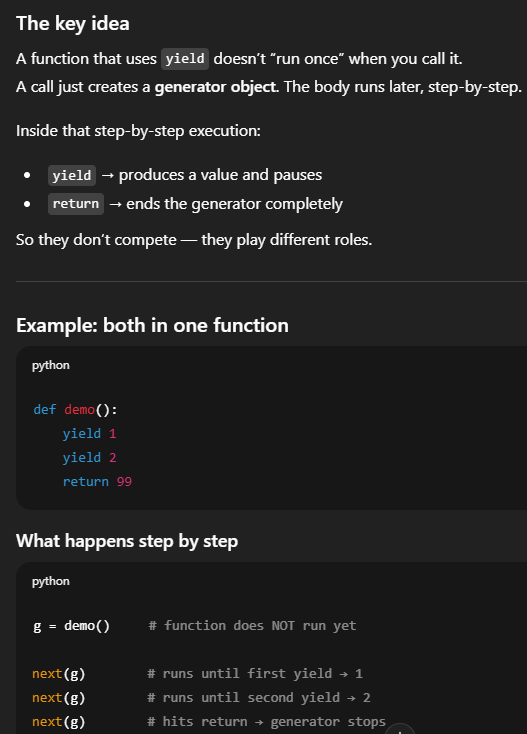 The key idea
A function that uses yield doesn’t “run once” when you call it.
A call just creates a generator object. The body runs later, step-by-step.
Inside that step-by-step execution:
• yield → produces a value and pauses
• return → ends the generator completely
So they don’t compete — they play different roles.
Example: both in one function
python
def demo():
    yield 1
    yield 2
    return 99
What happens step by step
python
g = demo()     # function does NOT run yet
next(g)        # runs until first yield → 1
next(g)        # runs until second yield → 2
next(g)        # hits return → generator stops